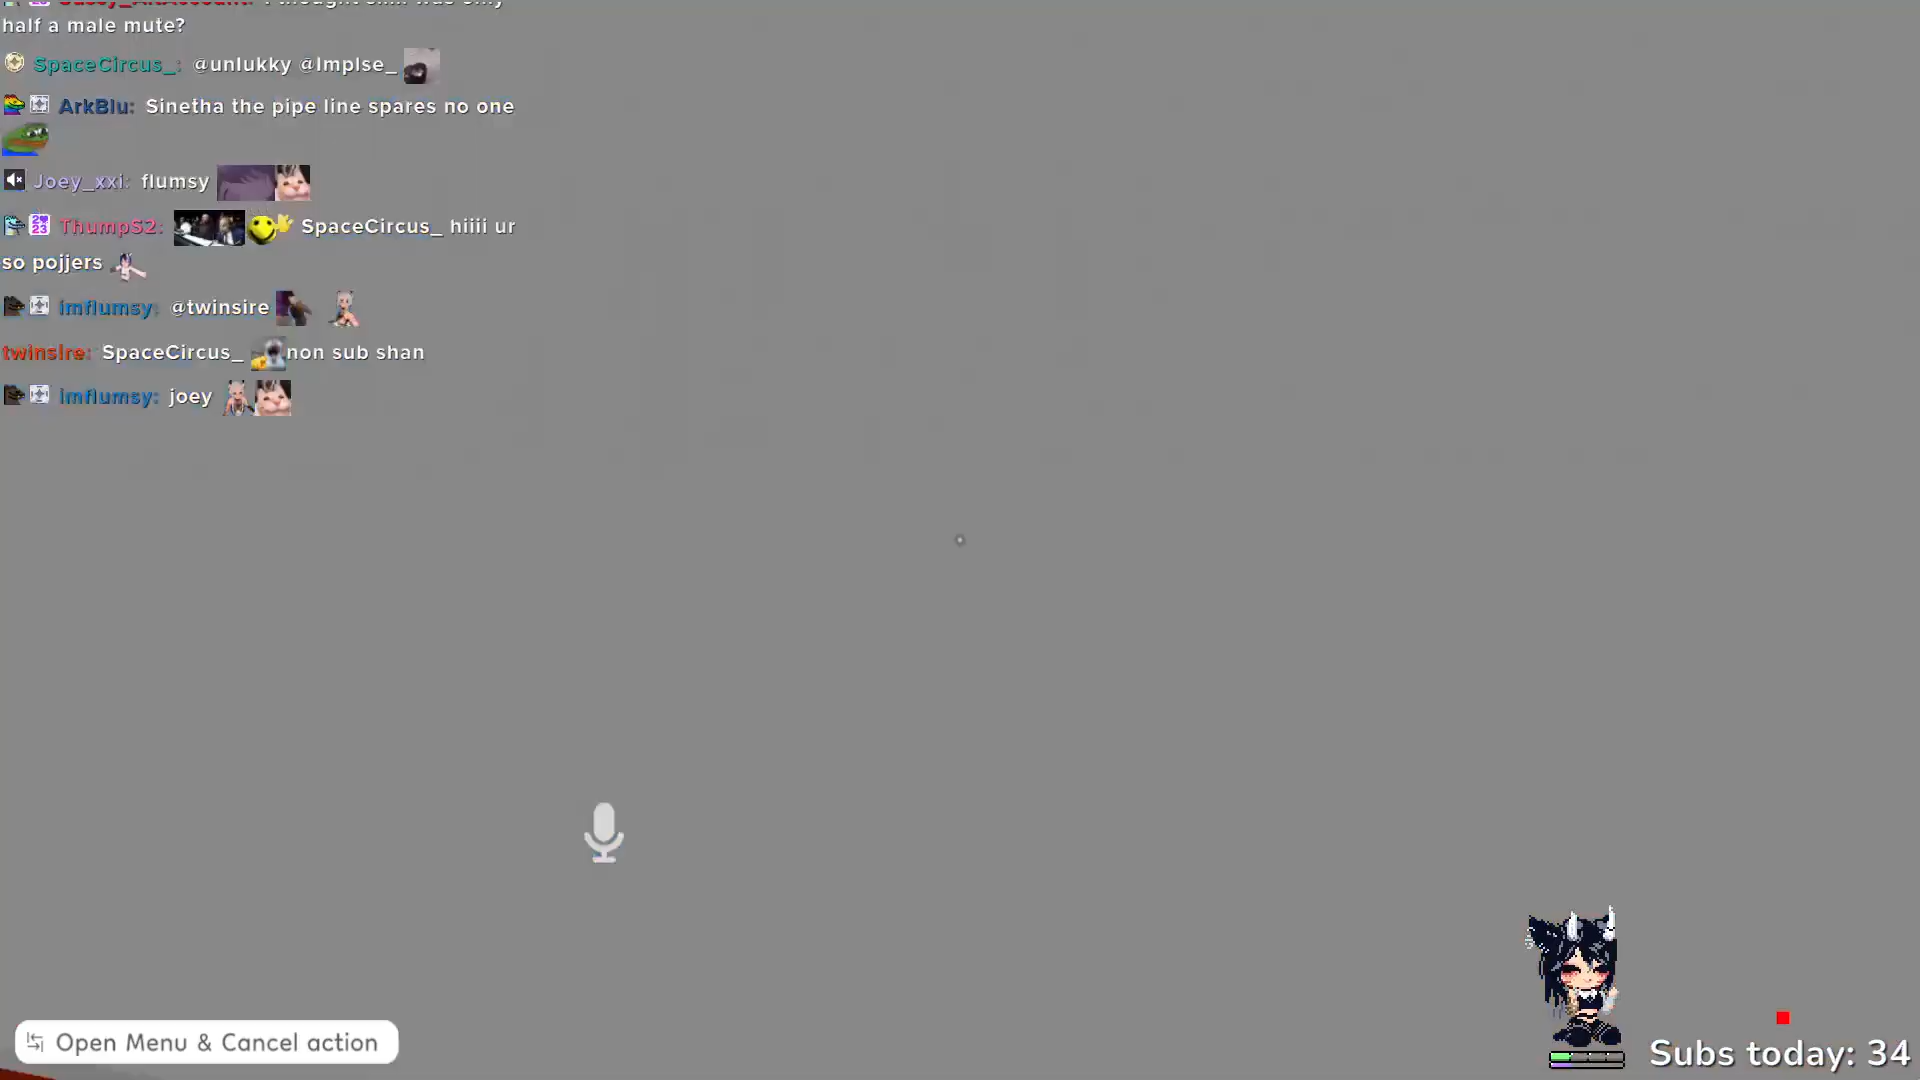 half a male mute?
SpaceCircus_: @unlukky @Implse_
ArkBlu: Sinetha the pipe line spares no one
Joey_xxi: flumsy
ThumpS2: SpaceCircus_ hiiii ur
so pojjers
imflumsy: @twinsire
twinsire: SpaceCircus_ non sub shan
imflumsy: joey
Open Menu & Cancel action
Subs today: 34